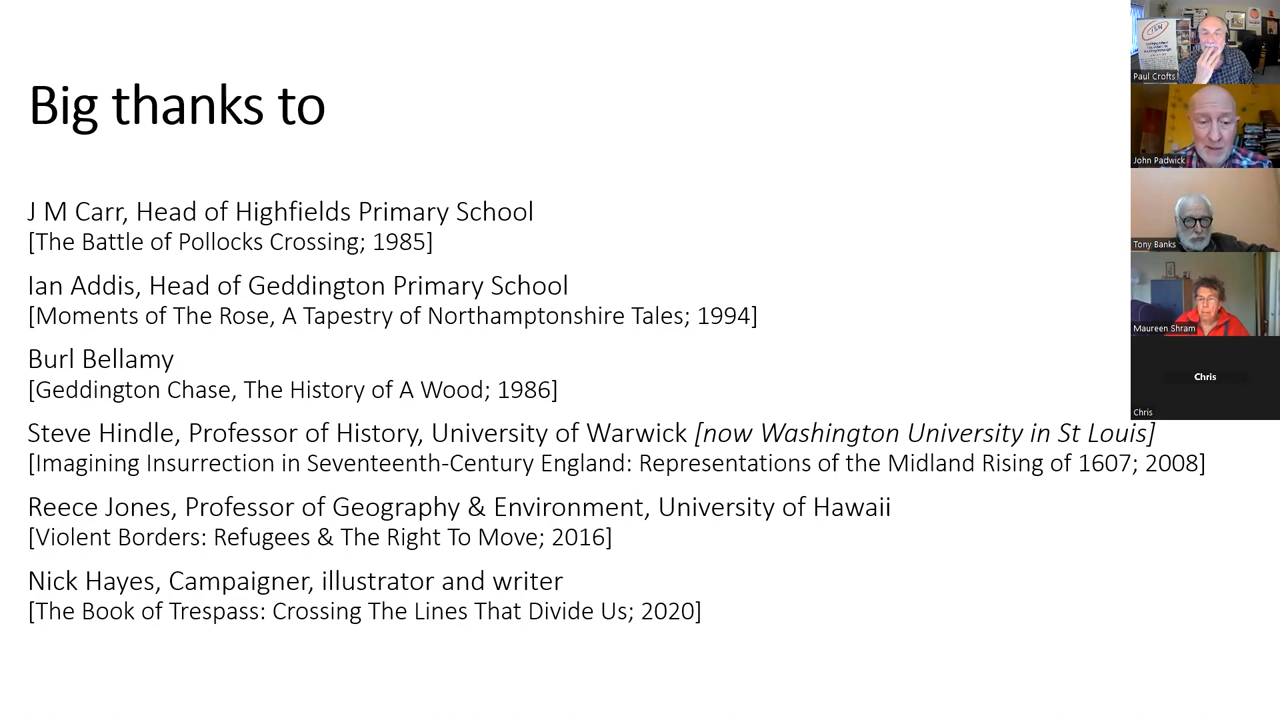 Big thanks to
J M Carr, Head of Highfields Primary School
[The Battle of Pollocks Crossing; 1985]
Ian Addis, Head of Geddington Primary School
[Moments of The Rose, A Tapestry of Northamptonshire Tales; 1994]
Burl Bellamy
[Geddington Chase, The History of A Wood; 1986]
Steve Hindle, Professor of History, University of Warwick [now Washington University in St Louis]
[Imagining Insurrection in Seventeenth-Century England: Representations of the Midland Rising of 1607; 2008]
Reece Jones, Professor of Geography & Environment, University of Hawaii
[Violent Borders: Refugees & The Right To Move; 2016]
Nick Hayes, Campaigner, illustrator and writer
[The Book of Trespass: Crossing The Lines That Divide Us; 2020]
Paul Crofts
John Padwick
Tony Banks
Maureen Shram
Chris
Chris